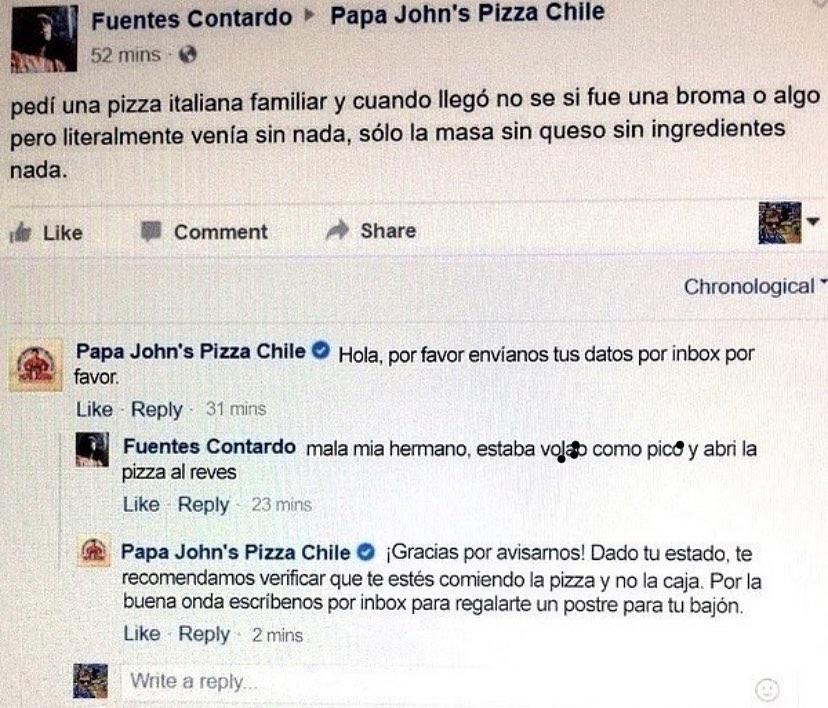 Fuentes Contardo ▸ Papa John's Pizza Chile
52 mins ·
pedí una pizza italiana familiar y cuando llegó no se si fue una broma o algo
pero literalmente venía sin nada, sólo la masa sin queso sin ingredientes
nada.
Like Comment Share
Chronological
Papa John's Pizza Chile Hola, por favor envíanos tus datos por inbox por
favor.
Like · Reply · 31 mins
Fuentes Contardo mala mia hermano, estaba volao como pico y abri la
pizza al reves
Like · Reply · 23 mins
Papa John's Pizza Chile ¡Gracias por avisarnos! Dado tu estado, te
recomendamos verificar que te estés comiendo la pizza y no la caja. Por la
buena onda escríbenos por inbox para regalarte un postre para tu bajón.
Like · Reply · 2 mins
Write a reply...